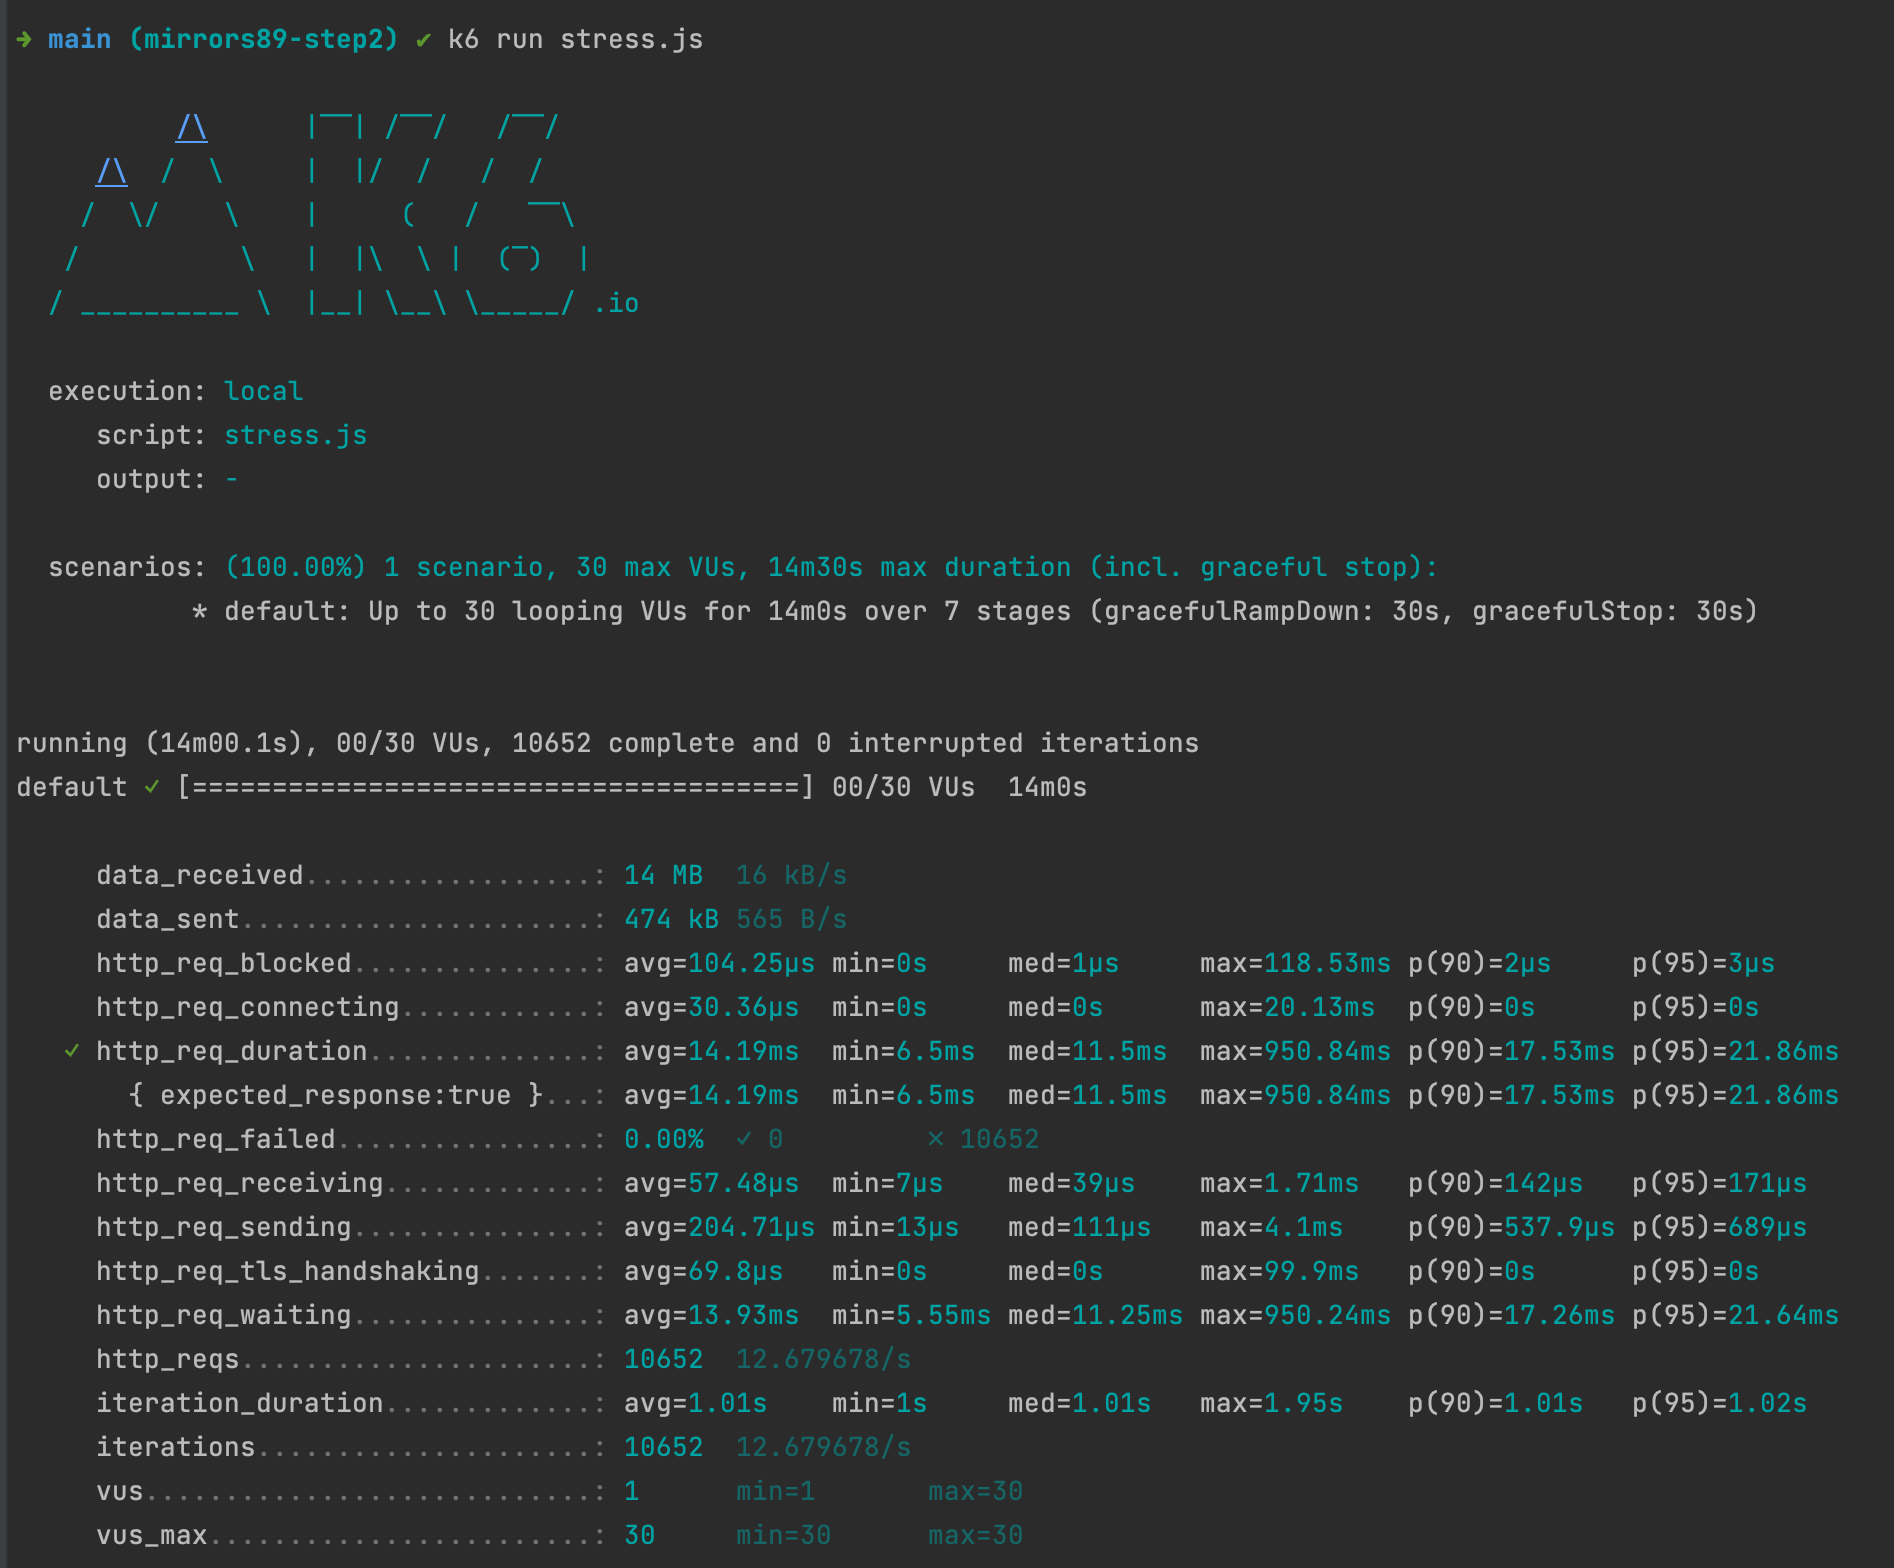 ➜ main (mirrors89-step2) ✔ k6 run stress.js

          /\      |‾‾| /‾‾/   /‾‾/
     /\  /  \     |  |/  /   /  /
    /  \/    \    |     (   /   ‾‾\
   /          \   |  |\  \ |  (‾)  |
  / __________ \  |__| \__\ \_____/ .io

  execution: local
     script: stress.js
     output: -

  scenarios: (100.00%) 1 scenario, 30 max VUs, 14m30s max duration (incl. graceful stop):
           * default: Up to 30 looping VUs for 14m0s over 7 stages (gracefulRampDown: 30s, gracefulStop: 30s)

running (14m00.1s), 00/30 VUs, 10652 complete and 0 interrupted iterations
default ✓ [======================================] 00/30 VUs  14m0s

     data_received..................: 14 MB  16 kB/s
     data_sent......................: 474 kB 565 B/s
     http_req_blocked...............: avg=104.25µs min=0s     med=1µs     max=118.53ms p(90)=2µs     p(95)=3µs
     http_req_connecting............: avg=30.36µs  min=0s     med=0s      max=20.13ms  p(90)=0s      p(95)=0s
   ✓ http_req_duration..............: avg=14.19ms  min=6.5ms  med=11.5ms  max=950.84ms p(90)=17.53ms p(95)=21.86ms
       { expected_response:true }...: avg=14.19ms  min=6.5ms  med=11.5ms  max=950.84ms p(90)=17.53ms p(95)=21.86ms
     http_req_failed................: 0.00%  ✓ 0         ✗ 10652
     http_req_receiving.............: avg=57.48µs  min=7µs    med=39µs    max=1.71ms   p(90)=142µs   p(95)=171µs
     http_req_sending...............: avg=204.71µs min=13µs   med=111µs   max=4.1ms    p(90)=537.9µs p(95)=689µs
     http_req_tls_handshaking.......: avg=69.8µs   min=0s     med=0s      max=99.9ms   p(90)=0s      p(95)=0s
     http_req_waiting...............: avg=13.93ms  min=5.55ms med=11.25ms max=950.24ms p(90)=17.26ms p(95)=21.64ms
     http_reqs......................: 10652  12.679678/s
     iteration_duration.............: avg=1.01s    min=1s     med=1.01s   max=1.95s    p(90)=1.01s   p(95)=1.02s
     iterations.....................: 10652  12.679678/s
     vus............................: 1      min=1       max=30
     vus_max........................: 30     min=30      max=30